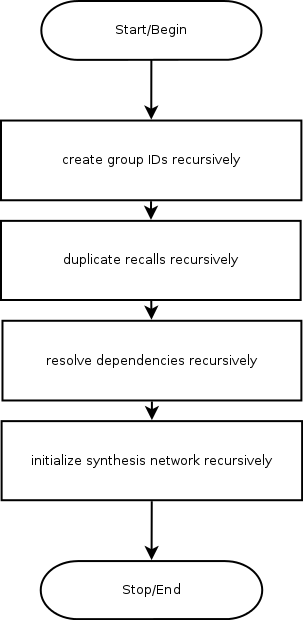 Start/Begin
create group IDs recursively
duplicate recalls recursively
resolve dependencies recursively
initialize synthesis network recursively
Stop/End